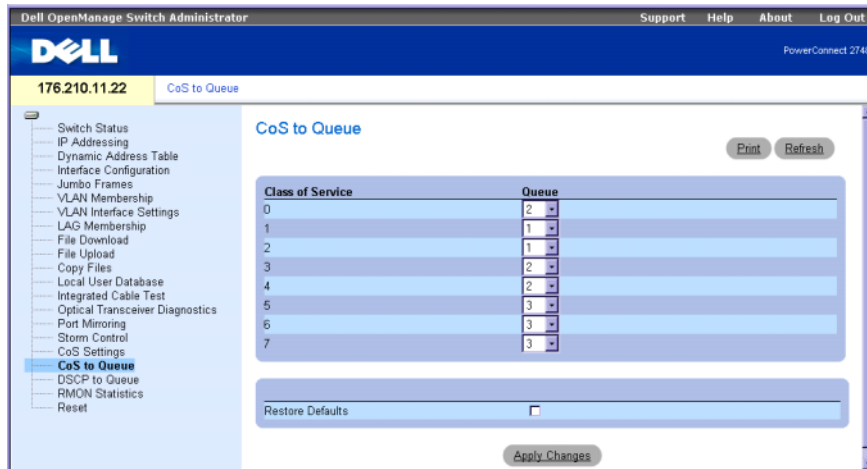 Dell OpenManage Switch Administrator Support Help About Log Out
DELL
PowerConnect 274
176.210.11.22 CoS to Queue
Switch Status
IP Addressing
Dynamic Address Table
Interface Configuration
Jumbo Frames
VLAN Membership
VLAN Interface Settings
LAG Membership
File Download
File Upload
Copy Files
Local User Database
Integrated Cable Test
Optical Transceiver Diagnostics
Port Mirroring
Storm Control
CoS Settings
CoS to Queue
DSCP to Queue
RMON Statistics
Reset
CoS to Queue
Print Refresh
Class of Service Queue
0 2
1 1
2 1
3 2
4 2
5 3
6 3
7 3
Restore Defaults
Apply Changes